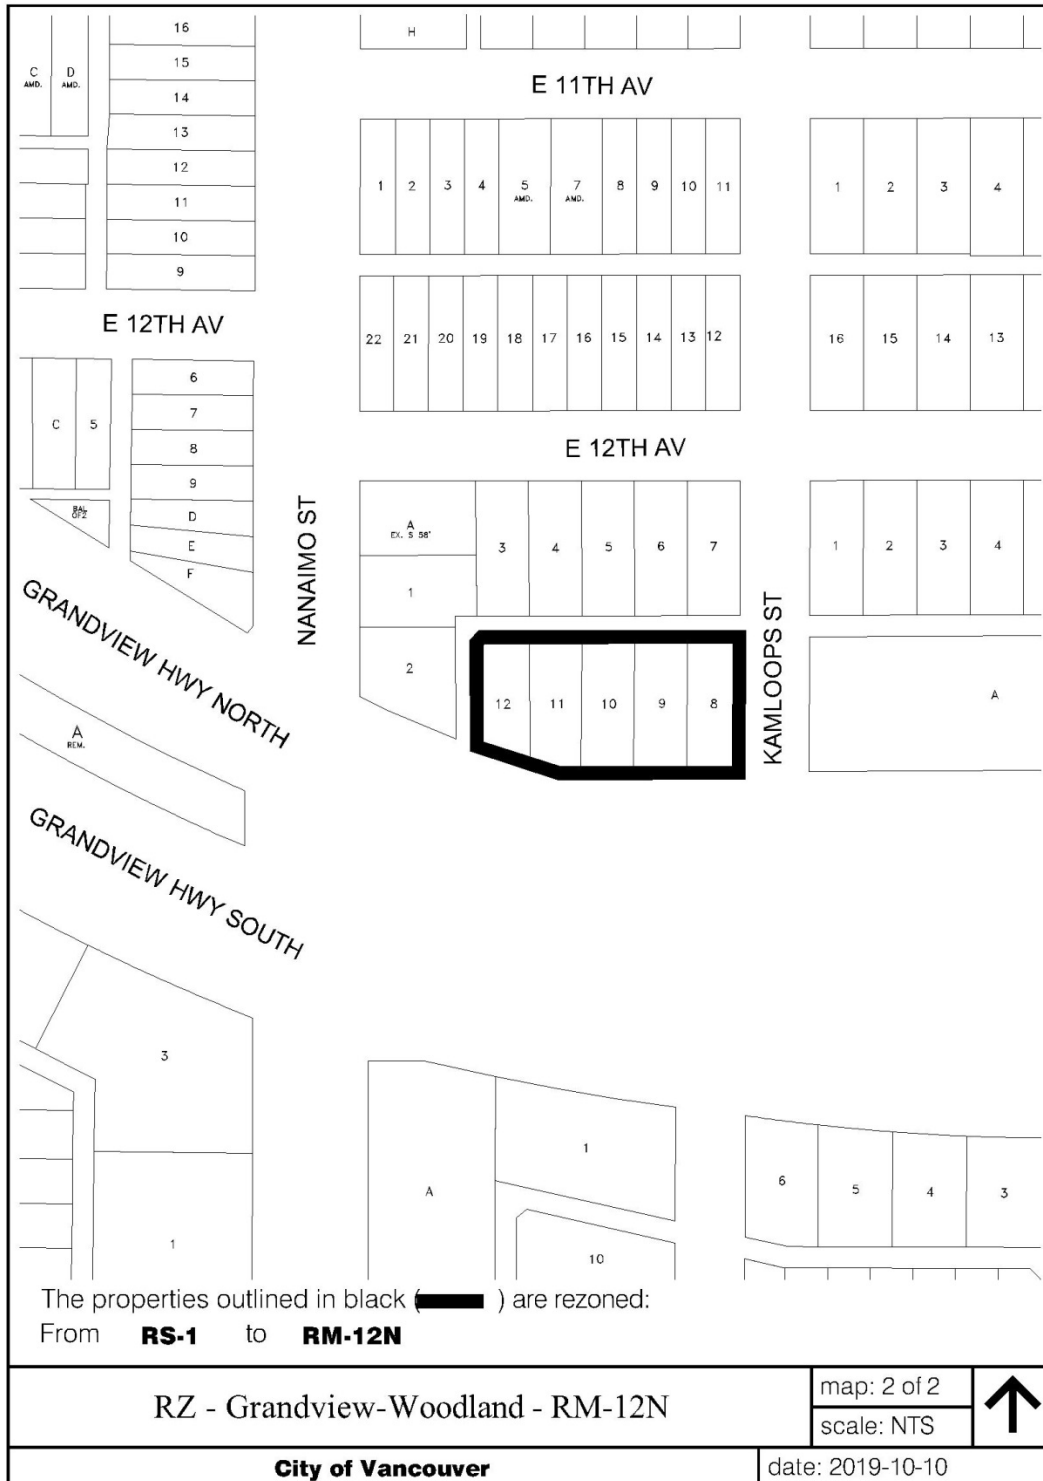 16
15
14
13
12
11
10
9
C
AMD.
D
AMD.
H
E 11TH AV
1 2 3 4 5 7 8 9 10 11
AMD. AMD.
1 2 3 4
E 12TH AV
22 21 20 19 18 17 16 15 14 13 12
16 15 14 13
C 5
6
7
8
9
D
E
F
BAL
OF2
E 12TH AV
NANAIMO ST
A
EX. S 58'
1
2
3 4 5 6 7
1 2 3 4
12 11 10 9 8
KAMLOOPS ST
A
GRANDVIEW HWY NORTH
A
REM.
GRANDVIEW HWY SOUTH
3
1
A
1
10
6 5 4 3
The properties outlined in black ( ) are rezoned:
From RS-1 to RM-12N
RZ - Grandview-Woodland - RM-12N
map: 2 of 2
scale: NTS
City of Vancouver
date: 2019-10-10